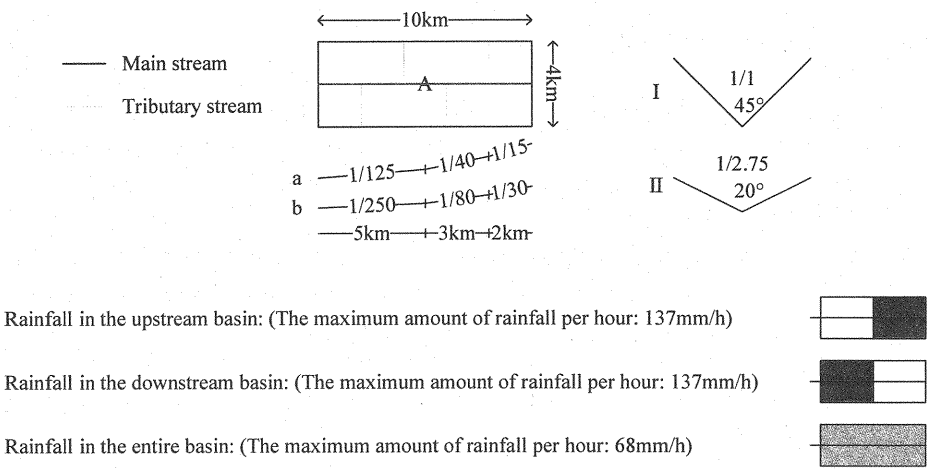 10km
Main stream
Tributary stream
A
4km
I
1/1
45°
II
1/2.75
20°
a 1/125 1/40 1/15
b 1/250 1/80 1/30
5km 3km 2km
Rainfall in the upstream basin: (The maximum amount of rainfall per hour: 137mm/h)
Rainfall in the downstream basin: (The maximum amount of rainfall per hour: 137mm/h)
Rainfall in the entire basin: (The maximum amount of rainfall per hour: 68mm/h)